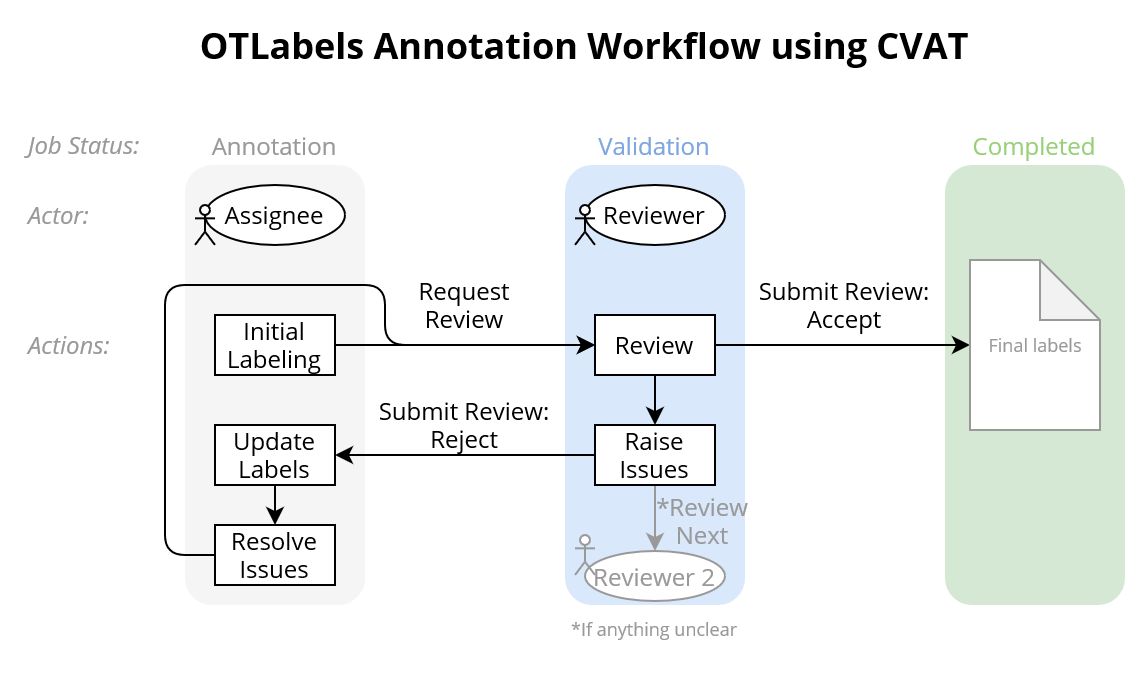 OTLabels Annotation Workflow using CVAT
Job Status:
Annotation
Validation
Completed
Actor:
Assignee
Reviewer
Actions:
Initial
Labeling
Request
Review
Review
Submit Review:
Accept
Final labels
Update
Labels
Submit Review:
Reject
Raise
Issues
Resolve
Issues
*Review
Next
Reviewer 2
*If anything unclear